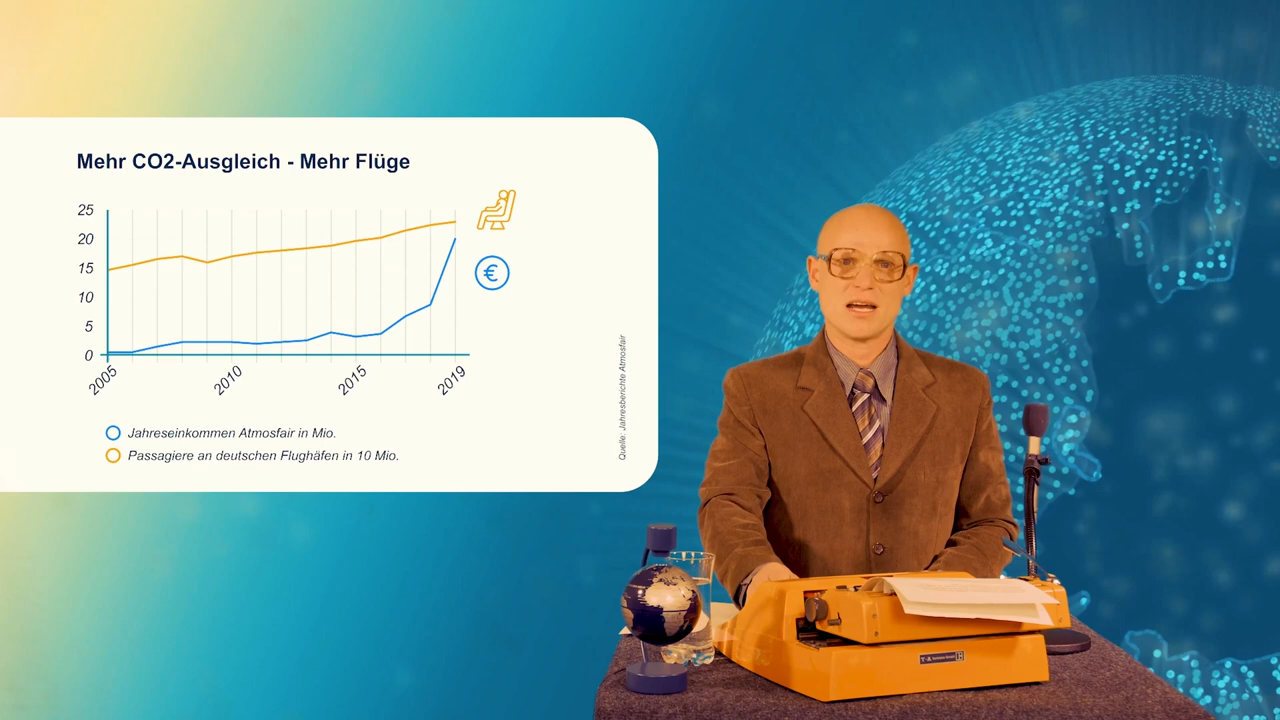 Mehr CO2-Ausgleich - Mehr Flüge
25
20
15
10
5
0
2005
2010
2015
2019
€
Jahreseinkommen Atmosfair in Mio.
Passagiere an deutschen Flughäfen in 10 Mio.
Quelle: Jahresberichte Atmosfair
T·A